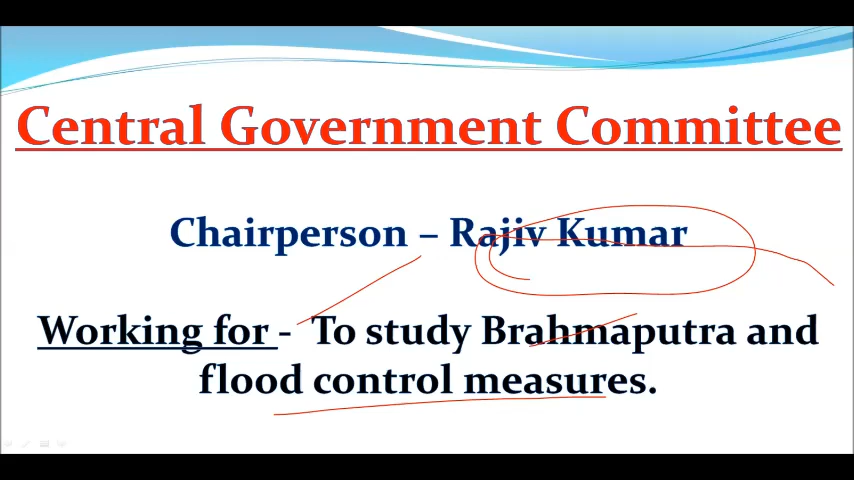 Central Government Committee
Chairperson – Rajiv Kumar
Working for - To study Brahmaputra and
flood control measures.